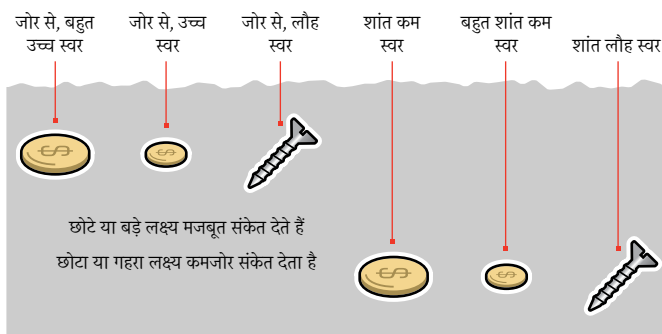 जोर से, बहुत
उच्च स्वर
जोर से, उच्च
स्वर
जोर से, लौह
स्वर
शांत कम
स्वर
बहुत शांत कम
स्वर
शांत लौह स्वर
छोटे या बड़े लक्ष्य मजबूत संकेत देते हैं
छोटा या गहरा लक्ष्य कमजोर संकेत देता है